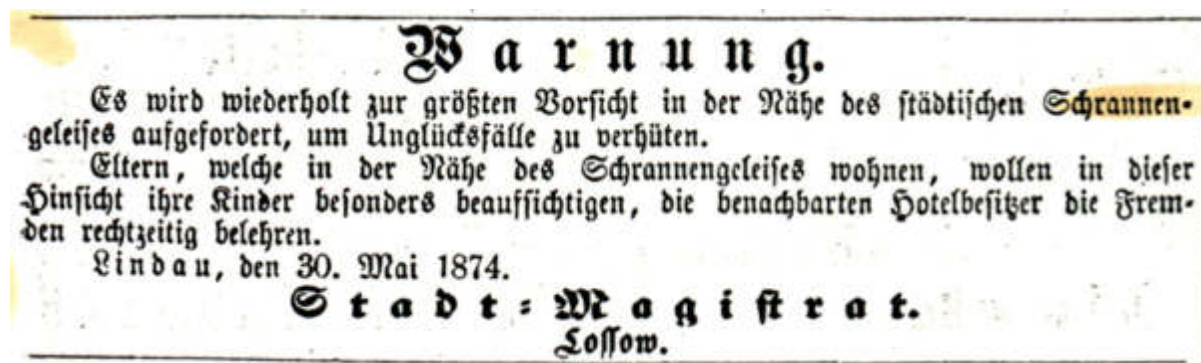 Warnung.
Es wird wiederholt zur größten Vorsicht in der Nähe des städtischen Schrannen-
geleises aufgefordert, um Unglücksfälle zu verhüten.
Eltern, welche in der Nähe des Schrannengeleises wohnen, wollen in dieser
Hinsicht ihre Kinder besonders beaufsichtigen, die benachbarten Hotelbesitzer die Frem-
den rechtzeitig belehren.
Lindau, den 30. Mai 1874.
Stadt-Magistrat.
Lossow.